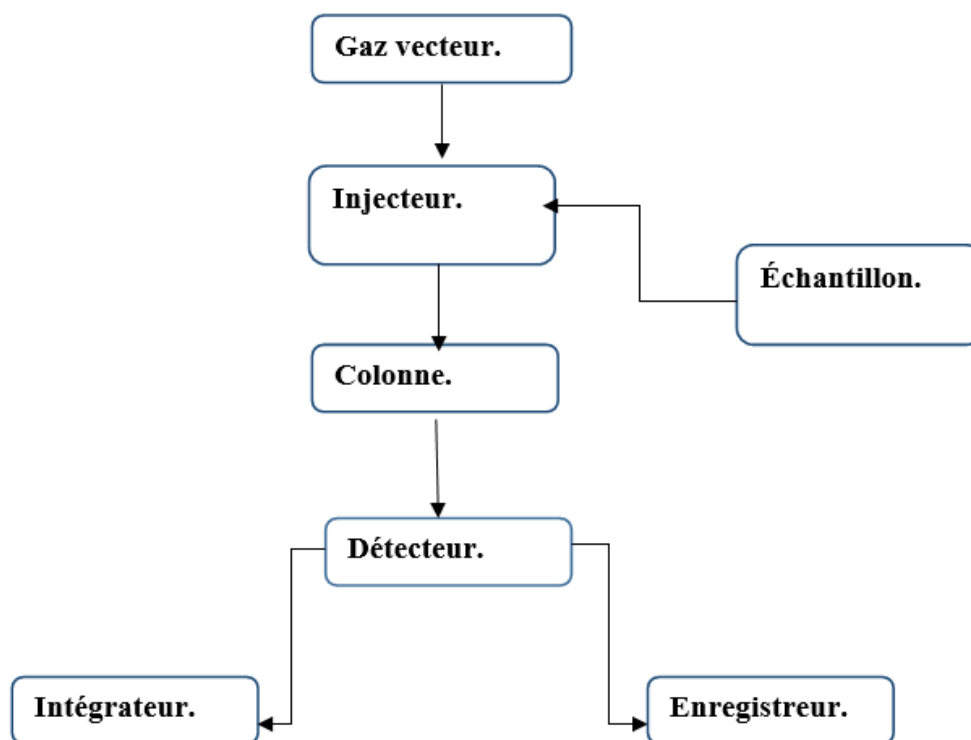 Gaz vecteur.
Injecteur.
Échantillon.
Colonne.
Détecteur.
Intégrateur.
Enregistreur.